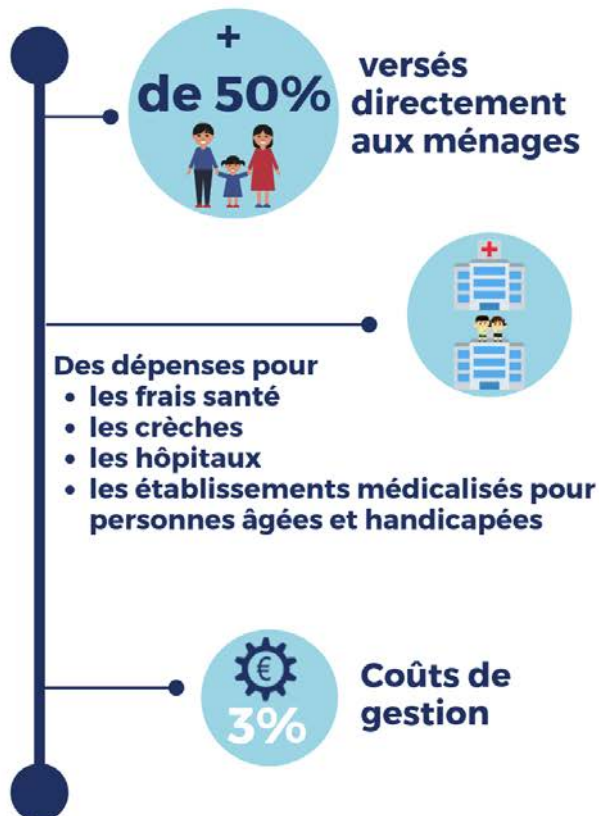 +
de 50%
versés
directement
aux ménages
Des dépenses pour
• les frais santé
• les crèches
• les hôpitaux
• les établissements médicalisés pour
personnes âgées et handicapées
€
3%
Coûts de
gestion